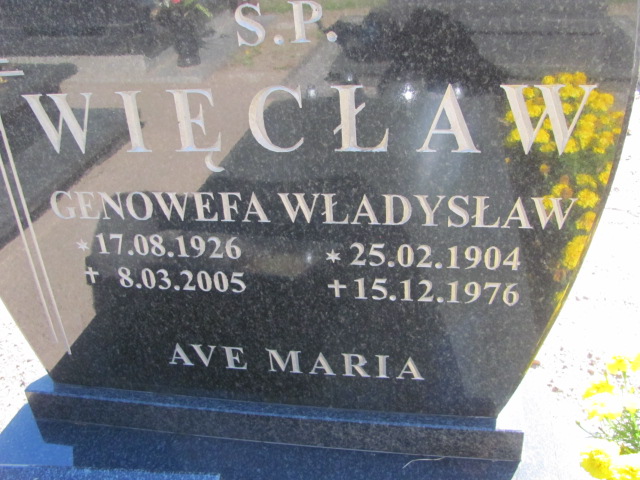 S.P.
WIĘCŁAW
GENOWEFA WŁADYSŁAW
*17.08.1926 *25.02.1904
✝ 8.03.2005 ✝15.12.1976
AVE MARIA